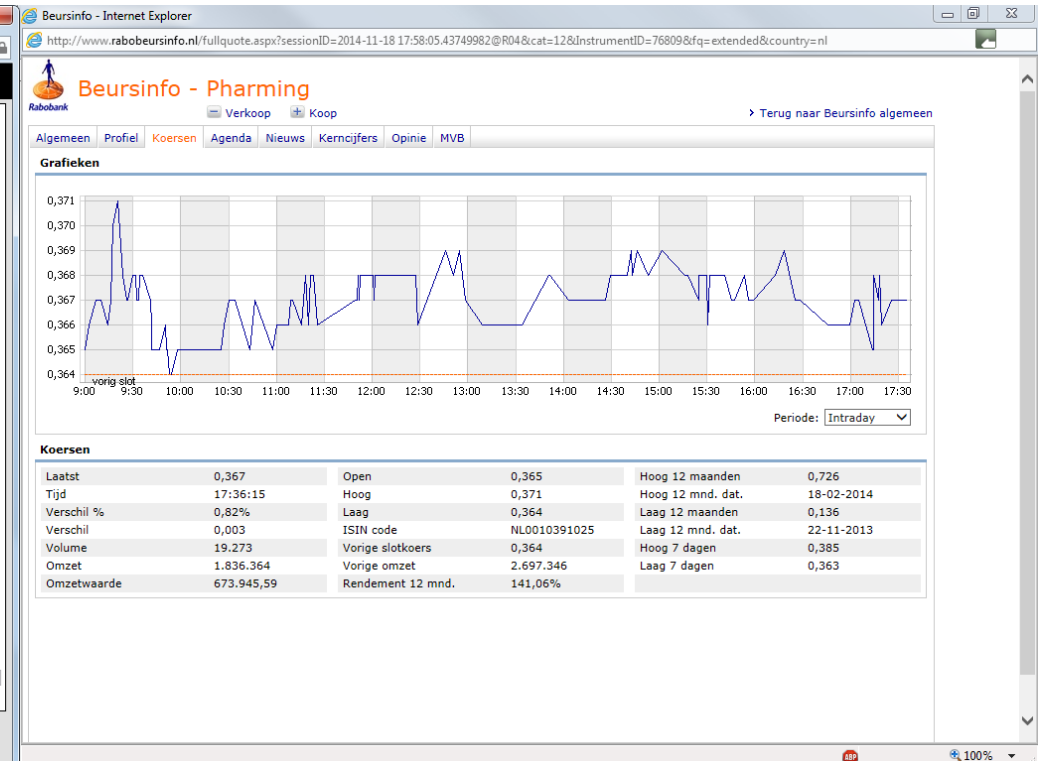 Beursinfo - Internet Explorer
http://www.rabobeursinfo.nl/fullquote.aspx?sessionID=2014-11-18 17:58:05.43749982@R04&cat=12&InstrumentID=76809&fq=extended&country=nl
Rabobank
Beursinfo - Pharming
Verkoop Koop
Terug naar Beursinfo algemeen
Algemeen Profiel Koersen Agenda Nieuws Kerncijfers Opinie MVB
Grafieken
0,371
0,370
0,369
0,368
0,367
0,366
0,365
0,364
vorig slot
9:00 9:30 10:00 10:30 11:00 11:30 12:00 12:30 13:00 13:30 14:00 14:30 15:00 15:30 16:00 16:30 17:00 17:30
Periode: Intraday
Koersen
Laatst 0,367 Open 0,365 Hoog 12 maanden 0,726
Tijd 17:36:15 Hoog 0,371 Hoog 12 mnd. dat. 18-02-2014
Verschil % 0,82% Laag 0,364 Laag 12 maanden 0,136
Verschil 0,003 ISIN code NL0010391025 Laag 12 mnd. dat. 22-11-2013
Volume 19.273 Vorige slotkoers 0,364 Hoog 7 dagen 0,385
Omzet 1.836.364 Vorige omzet 2.697.346 Laag 7 dagen 0,363
Omzetwaarde 673.945,59 Rendement 12 mnd. 141,06%
ABP
100%